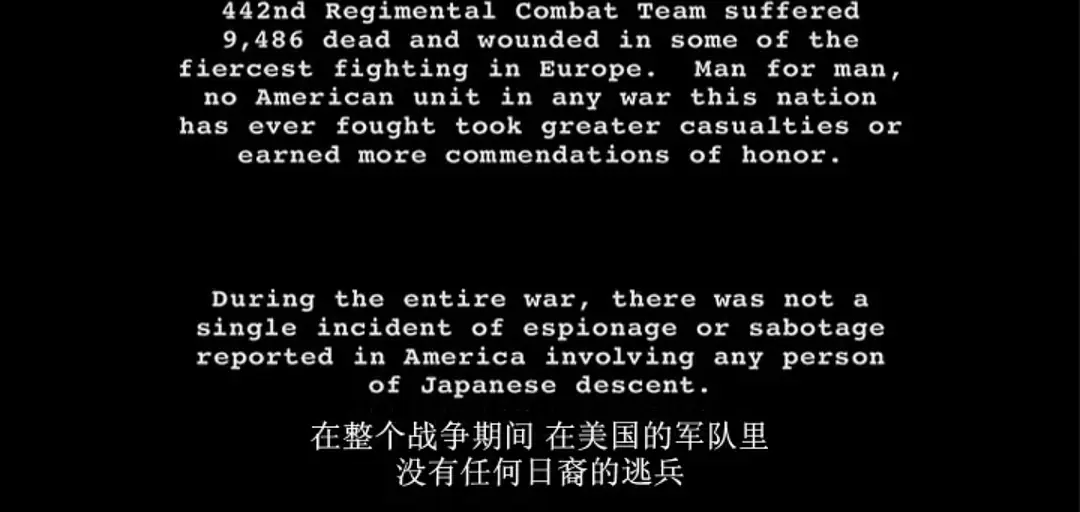 442nd Regimental Combat Team suffered
9,486 dead and wounded in some of the
fiercest fighting in Europe.  Man for man,
no American unit in any war this nation
has ever fought took greater casualties or
earned more commendations of honor.
During the entire war, there was not a
single incident of espionage or sabotage
reported in America involving any person
of Japanese descent.
在整个战争期间 在美国的军队里
没有任何日裔的逃兵